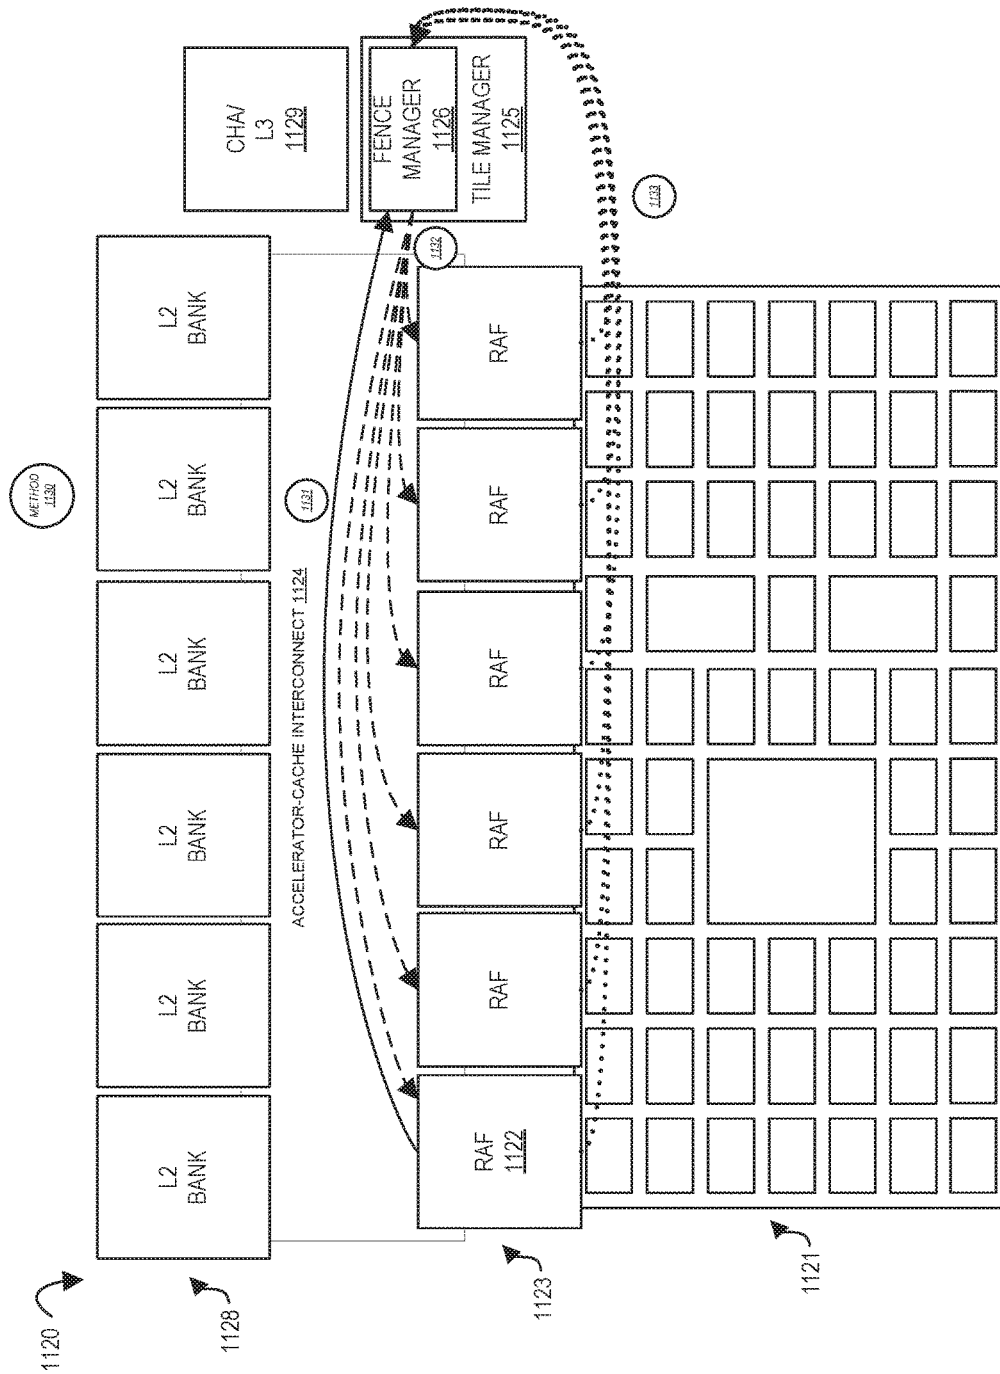 1120
METHOD
1130
L2
BANK
L2
BANK
L2
BANK
L2
BANK
L2
BANK
L2
BANK
1128
CHA/
L3
1129
ACCELERATOR-CACHE INTERCONNECT 1124
1131
1132
FENCE
MANAGER
1126
TILE MANAGER
1125
RAF
1122
RAF
RAF
RAF
RAF
RAF
1123
1133
1121